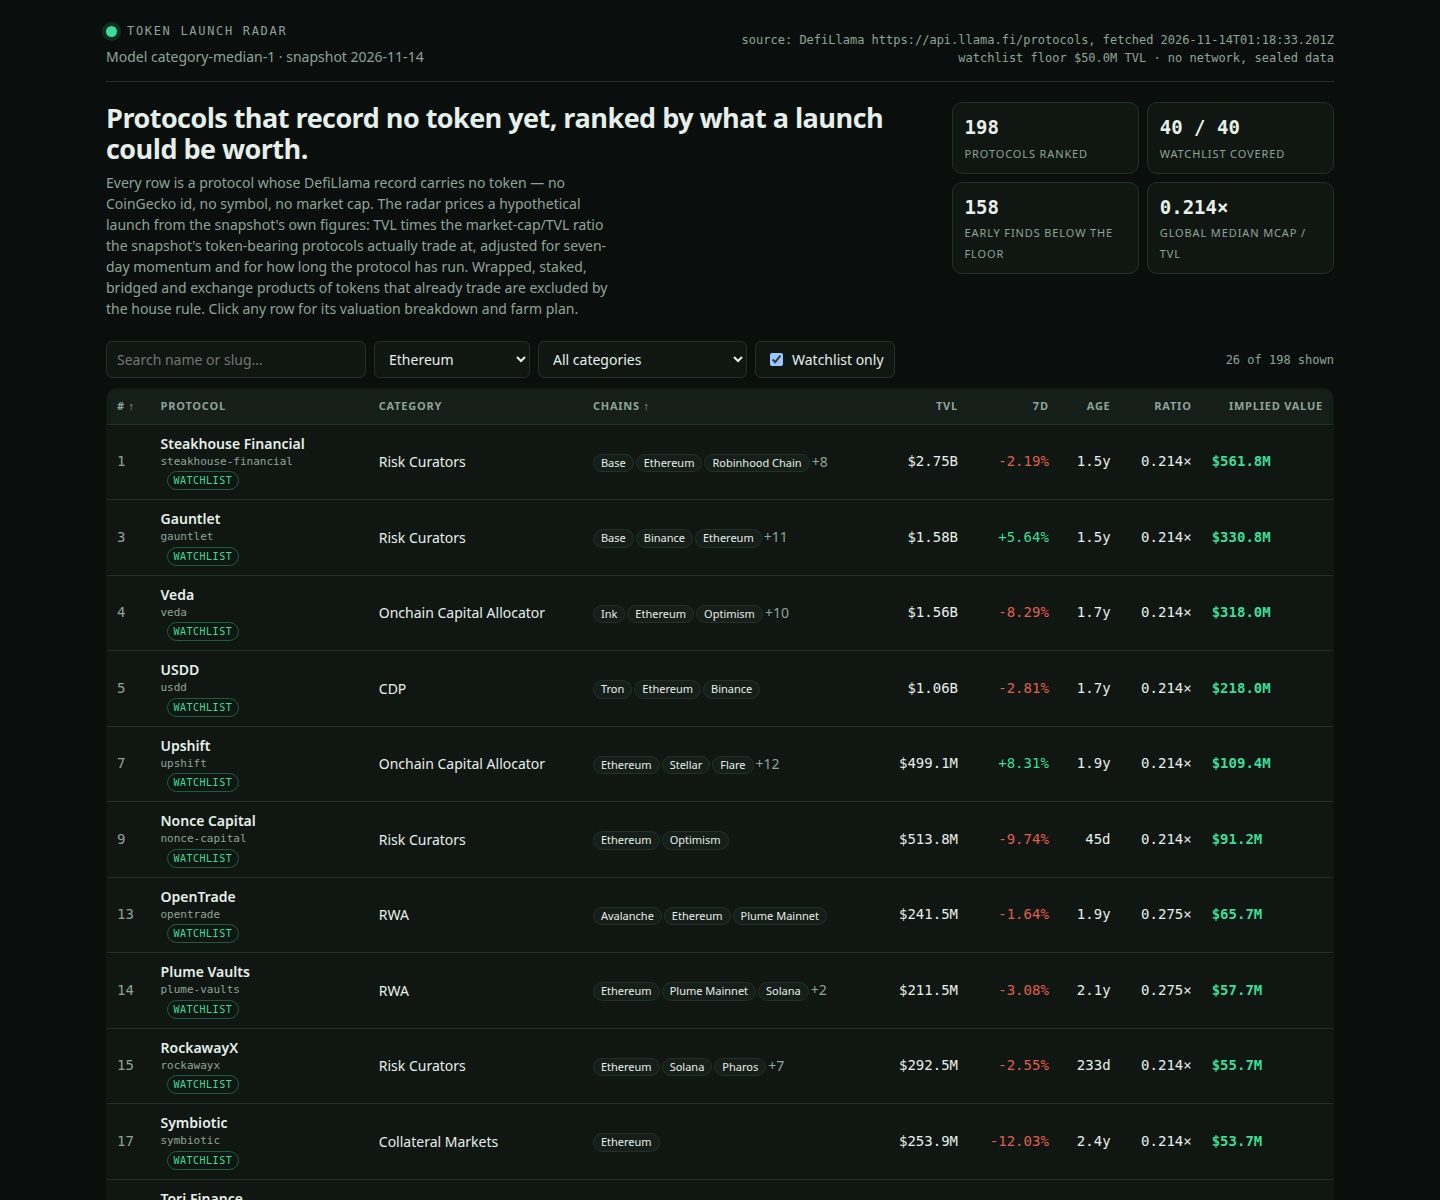 TOKEN LAUNCH RADAR
Model category-median-1 · snapshot 2026-11-14
source: DefiLlama https://api.llama.fi/protocols, fetched 2026-11-14T01:18:33.201Z
watchlist floor $50.0M TVL · no network, sealed data
Protocols that record no token yet, ranked by what a launch
could be worth.
Every row is a protocol whose DefiLlama record carries no token — no
CoinGecko id, no symbol, no market cap. The radar prices a hypothetical
launch from the snapshot's own figures: TVL times the market-cap/TVL ratio
the snapshot's token-bearing protocols actually trade at, adjusted for seven-
day momentum and for how long the protocol has run. Wrapped, staked,
bridged and exchange products of tokens that already trade are excluded by
the house rule. Click any row for its valuation breakdown and farm plan.
198
PROTOCOLS RANKED
40 / 40
WATCHLIST COVERED
158
EARLY FINDS BELOW THE
FLOOR
0.214×
GLOBAL MEDIAN MCAP /
TVL
Search name or slug... Ethereum All categories Watchlist only 26 of 198 shown
# ↑ PROTOCOL CATEGORY CHAINS ↑ TVL 7D AGE RATIO IMPLIED VALUE
Steakhouse Financial
1 steakhouse-financial Risk Curators Base Ethereum Robinhood Chain +8 $2.75B -2.19% 1.5y 0.214× $561.8M
WATCHLIST
Gauntlet
3 gauntlet Risk Curators Base Binance Ethereum +11 $1.58B +5.64% 1.5y 0.214× $330.8M
WATCHLIST
Veda
4 veda Onchain Capital Allocator Ink Ethereum Optimism +10 $1.56B -8.29% 1.7y 0.214× $318.0M
WATCHLIST
USDD
5 usdd CDP Tron Ethereum Binance $1.06B -2.81% 1.7y 0.214× $218.0M
WATCHLIST
Upshift
7 upshift Onchain Capital Allocator Ethereum Stellar Flare +12 $499.1M +8.31% 1.9y 0.214× $109.4M
WATCHLIST
Nonce Capital
9 nonce-capital Risk Curators Ethereum Optimism $513.8M -9.74% 45d 0.214× $91.2M
WATCHLIST
OpenTrade
13 opentrade RWA Avalanche Ethereum Plume Mainnet $241.5M -1.64% 1.9y 0.275× $65.7M
WATCHLIST
Plume Vaults
14 plume-vaults RWA Ethereum Plume Mainnet Solana +2 $211.5M -3.08% 2.1y 0.275× $57.7M
WATCHLIST
RockawayX
15 rockawayx Risk Curators Ethereum Solana Pharos +7 $292.5M -2.55% 233d 0.214× $55.7M
WATCHLIST
Symbiotic
17 symbiotic Collateral Markets Ethereum $253.9M -12.03% 2.4y 0.214× $53.7M
WATCHLIST
Tori Finance